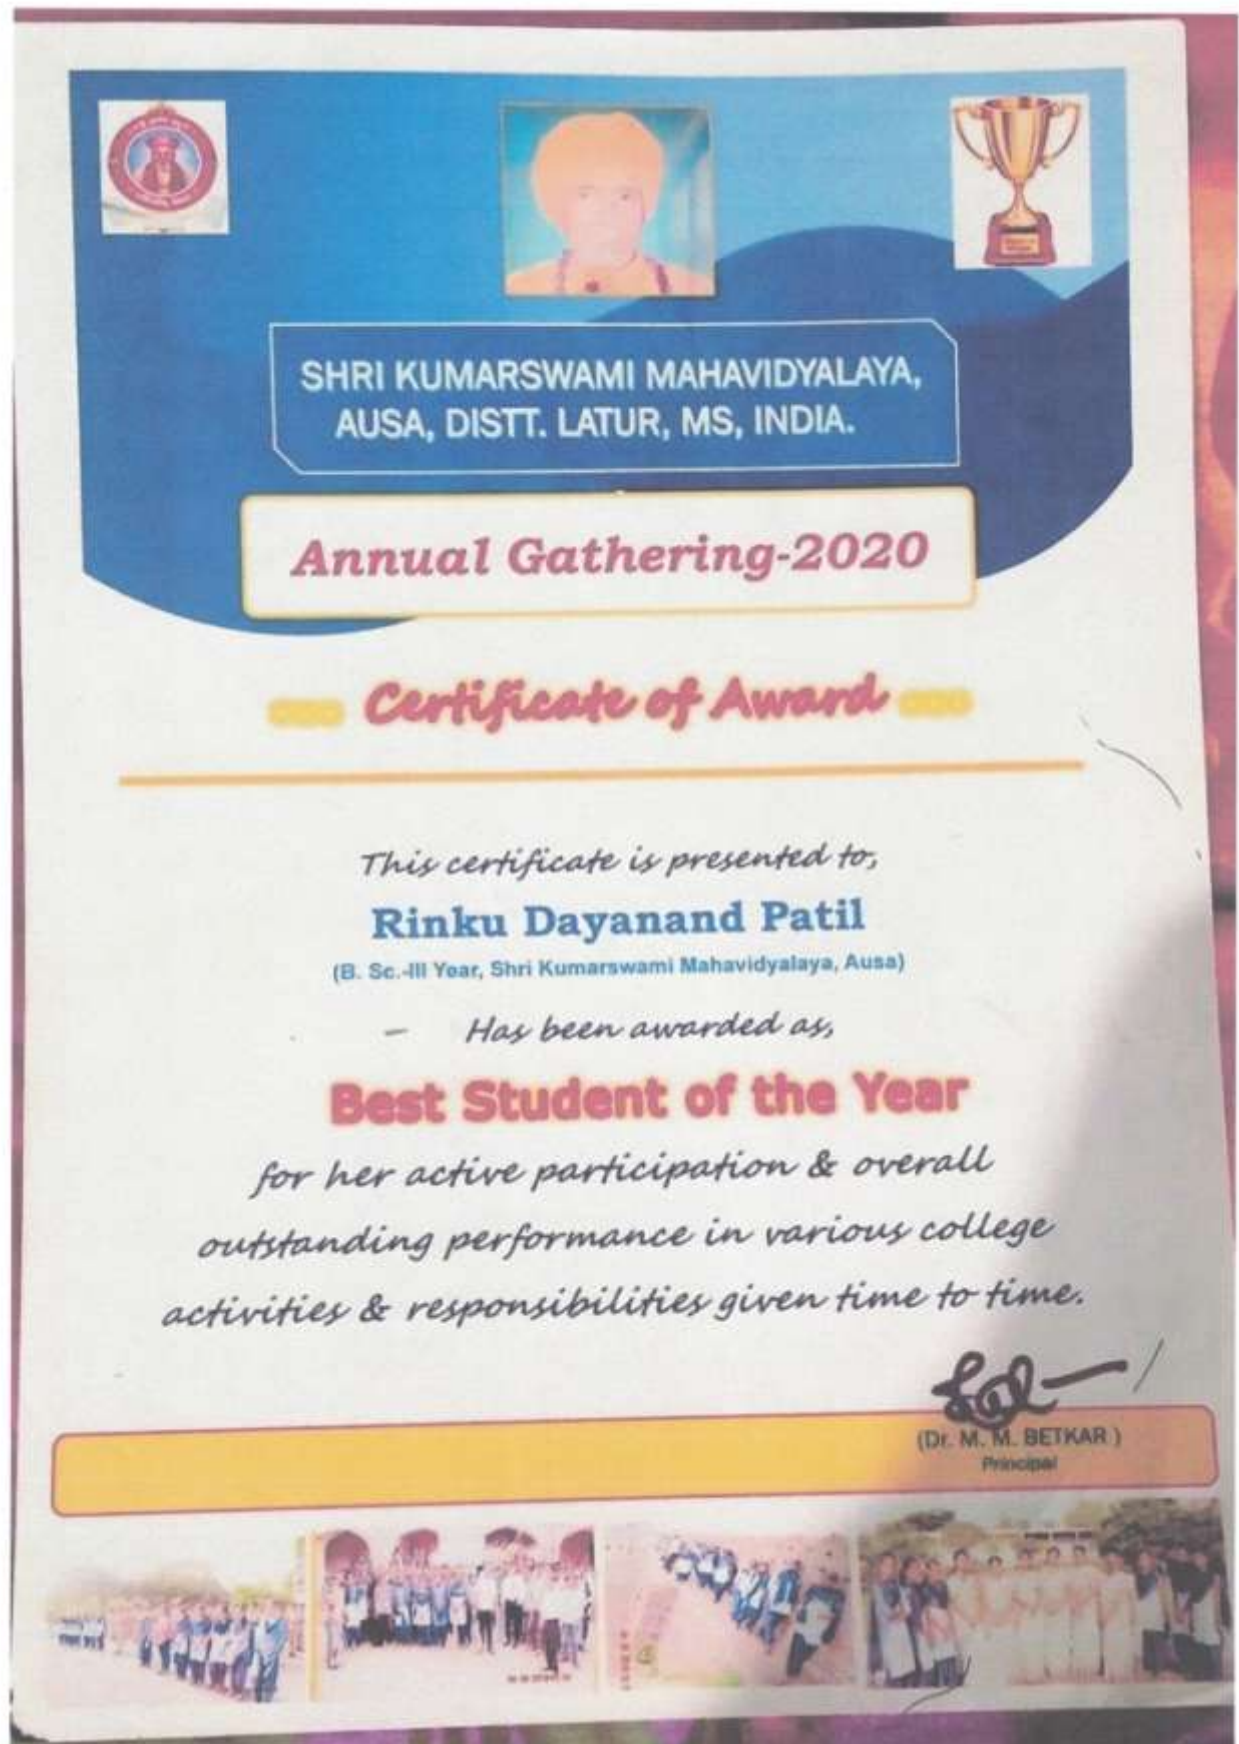 SHRI KUMARSWAMI MAHAVIDYALAYA,
AUSA, DISTT. LATUR, MS, INDIA.
Annual Gathering-2020
Certificate of Award
This certificate is presented to,
Rinku Dayanand Patil
(B. Sc.-III Year, Shri Kumarswami Mahavidyalaya, Ausa)
Has been awarded as,
Best Student of the Year
for her active participation & overall
outstanding performance in various college
activities & responsibilities given time to time.
(Dr. M. M. BETKAR )
Principal